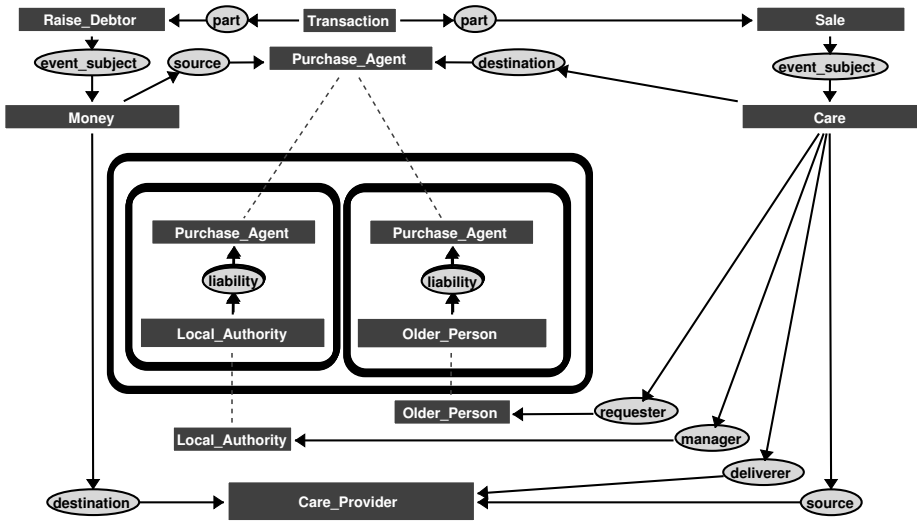 Raise_Debtor
part
Transaction
part
Sale
event_subject
source
Purchase_Agent
destination
event_subject
Money
Care
Purchase_Agent
Purchase_Agent
liability
liability
Local_Authority
Older_Person
Older_Person
requester
Local_Authority
manager
deliverer
destination
Care_Provider
source